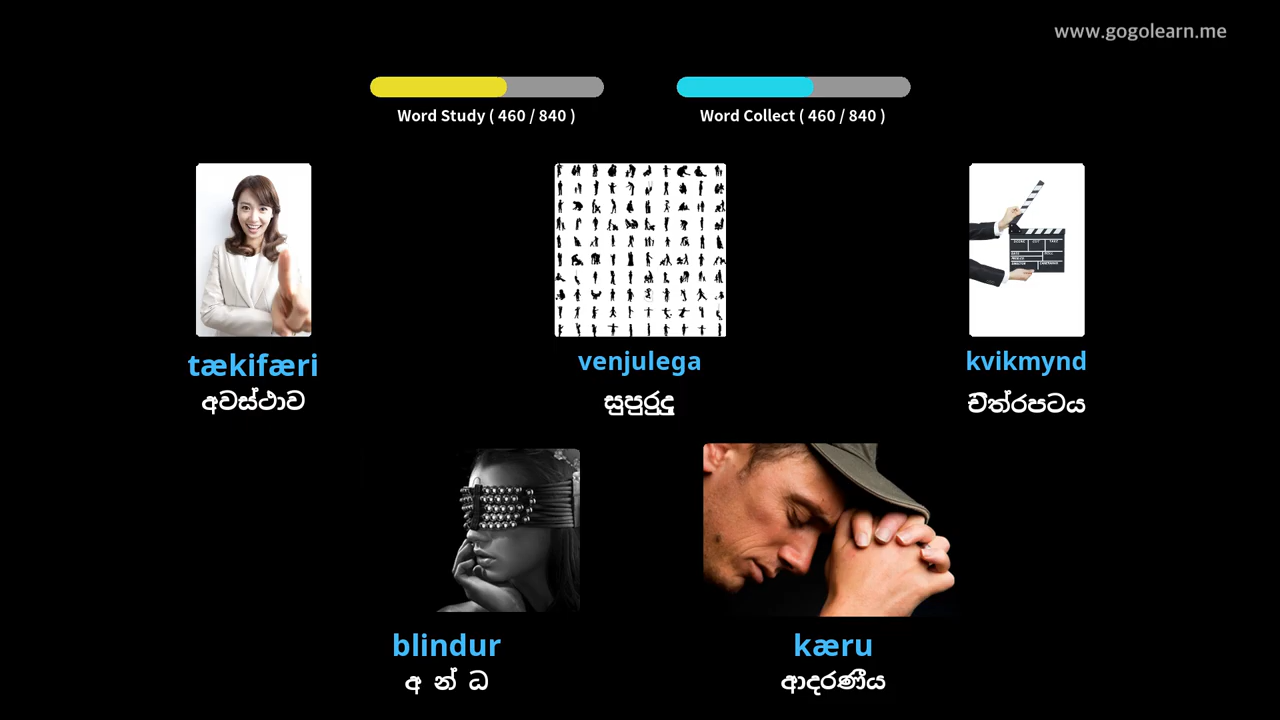 www.gogolearn.me
Word Study ( 460 / 840 )
Word Collect ( 460 / 840 )
tækifæri
අවස්ථාව
venjulega
සුපුරුදු
kvikmynd
චිත්රපටය
blindur
අ න් ධ
kæru
ආදරණීය